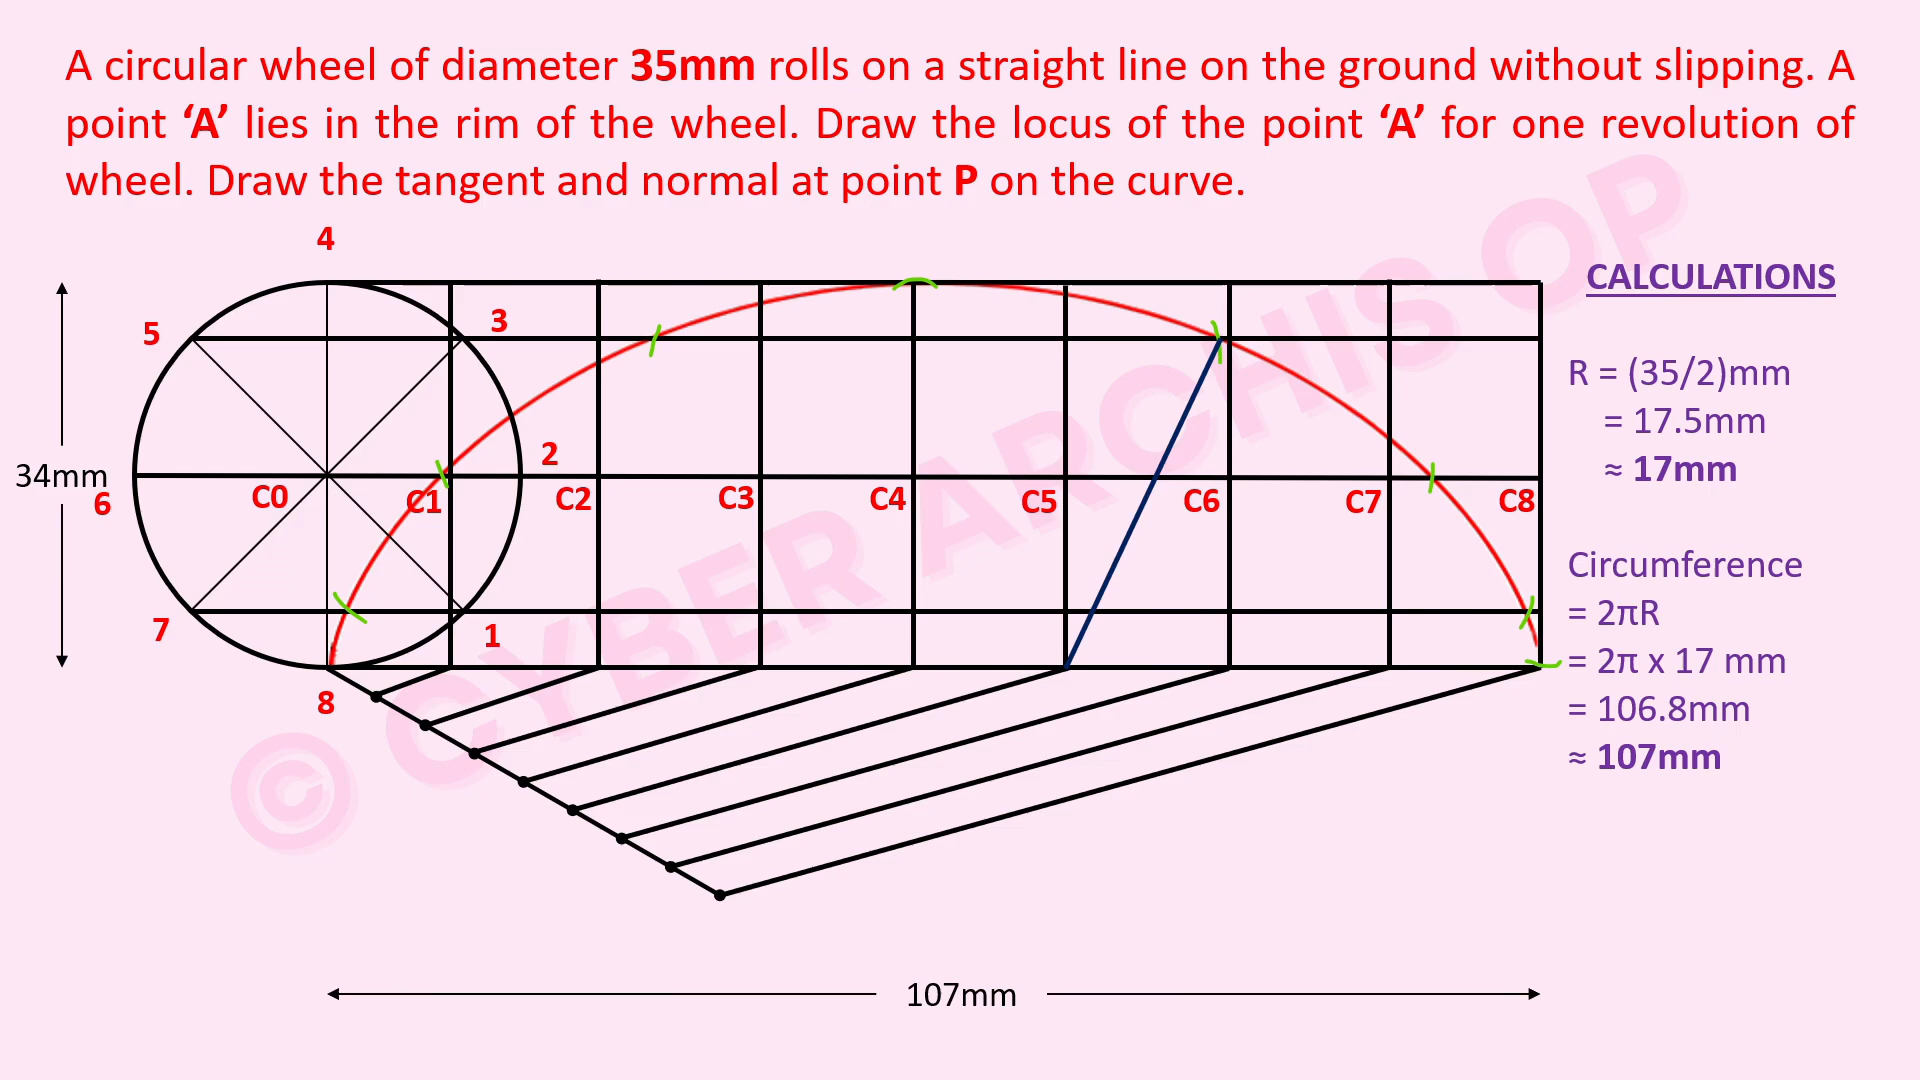 A circular wheel of diameter 35mm rolls on a straight line on the ground without slipping. A
point ‘A’ lies in the rim of the wheel. Draw the locus of the point ‘A’ for one revolution of
wheel. Draw the tangent and normal at point P on the curve.
4
CALCULATIONS
5
3
R = (35/2)mm
= 17.5mm
≈ 17mm
2
34mm
6
C0
C1
C2
C3
C4
C5
C6
C7
C8
Circumference
= 2πR
= 2π x 17 mm
= 106.8mm
≈ 107mm
7
1
8
107mm
© CYBER ARCHIS OP